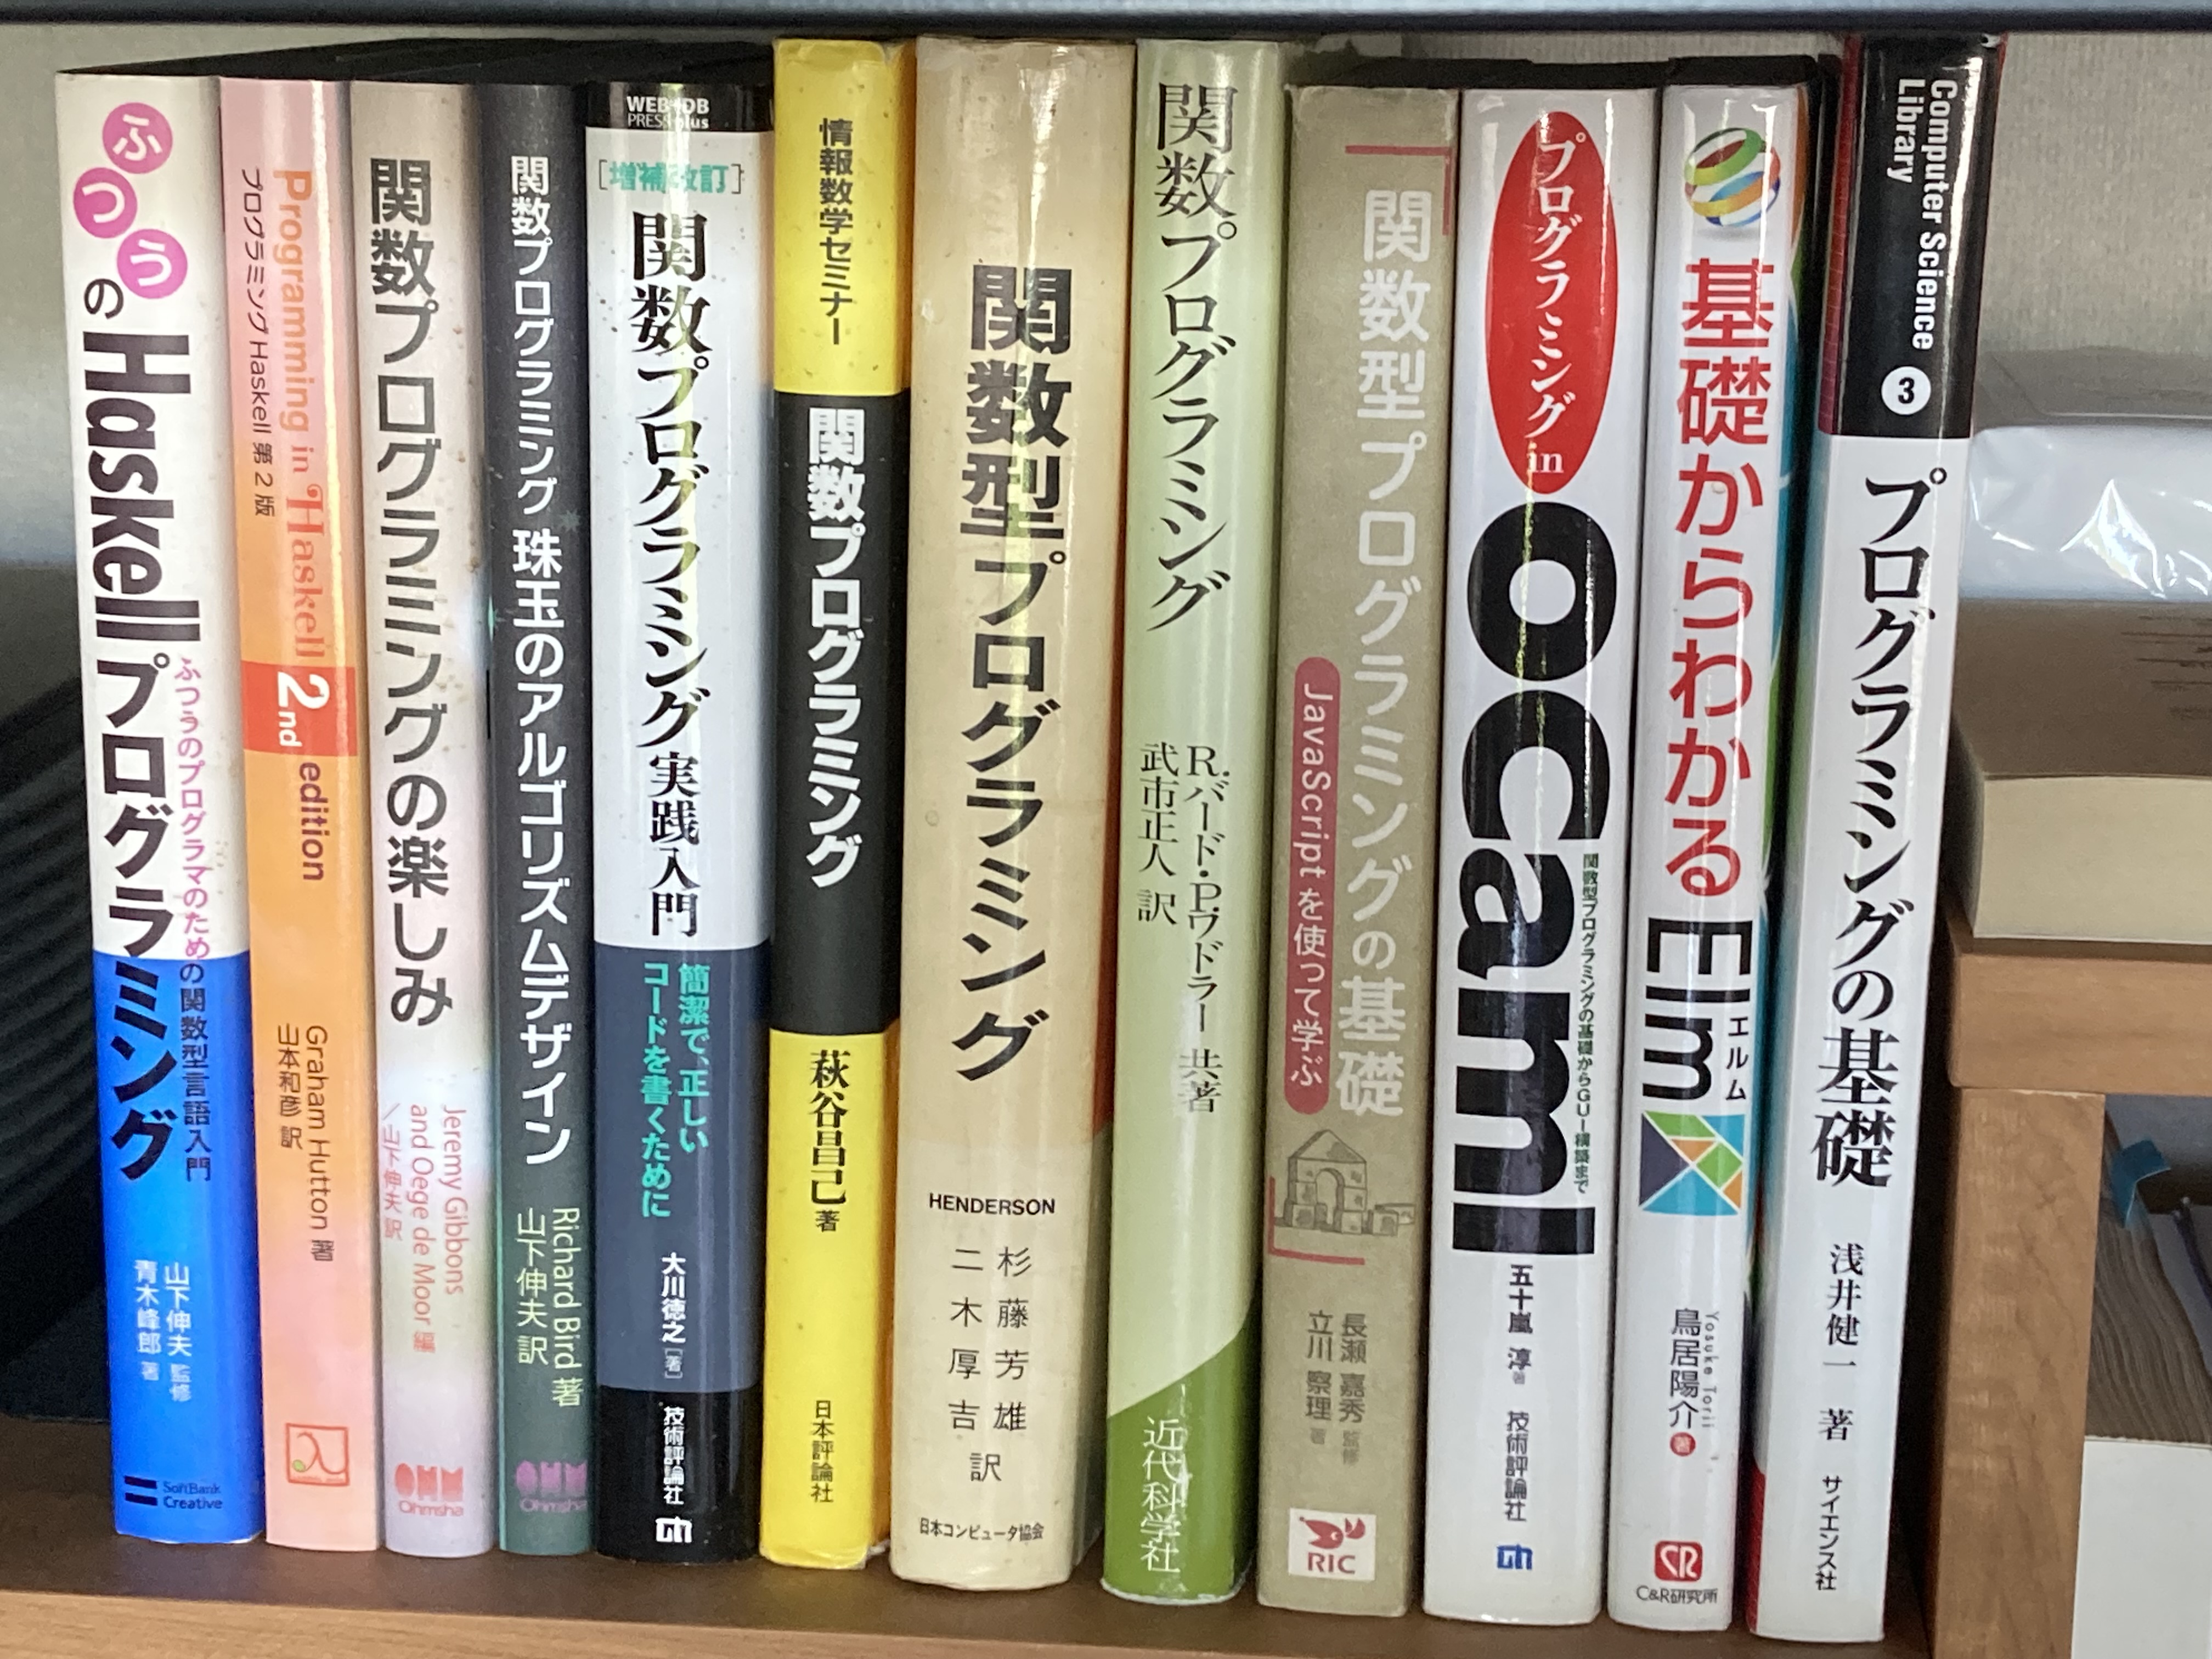 ふつうのHaskellプログラミング
ふつうのプログラマのための関数型言語入門
山下伸夫 監修
青木峰郎 著
SoftBank
Creative
Programming in Haskell 2nd edition
プログラミング Haskell 第2版
Graham Hutton 著
山本和彦 訳
λ
関数プログラミングの楽しみ
Jeremy Gibbons
and Oege de Moor 編
/山下伸夫 訳
OHM
Ohmsha
関数プログラミング 珠玉のアルゴリズムデザイン
Richard Bird 著
山下伸夫 訳
OHM
Ohmsha
WEB+DB
PRESS plus
[増補改訂]
関数プログラミング実践入門
簡潔で、正しい
コードを書くために
大川徳之[著]
技術評論社
情報数学セミナー
関数プログラミング
萩谷昌己 著
日本評論社
関数型プログラミング
HENDERSON
杉藤芳雄
二木厚吉
訳
日本コンピュータ協会
関数プログラミング
R.バード・P.ワドラー 共著
武市正人 訳
近代科学社
関数型プログラミングの基礎
JavaScriptを使って学ぶ
長瀬嘉秀 監修
立川察理 著
RIC
プログラミング in
OCaml
関数型プログラミングの基礎からGUI構築まで
五十嵐 淳 著
技術評論社
基礎からわかる
Elm
エルム
Yosuke Torii
鳥居陽介 著
CR
C&R研究所
Computer Science
Library
3
プログラミングの基礎
浅井健一 著
サイエンス社